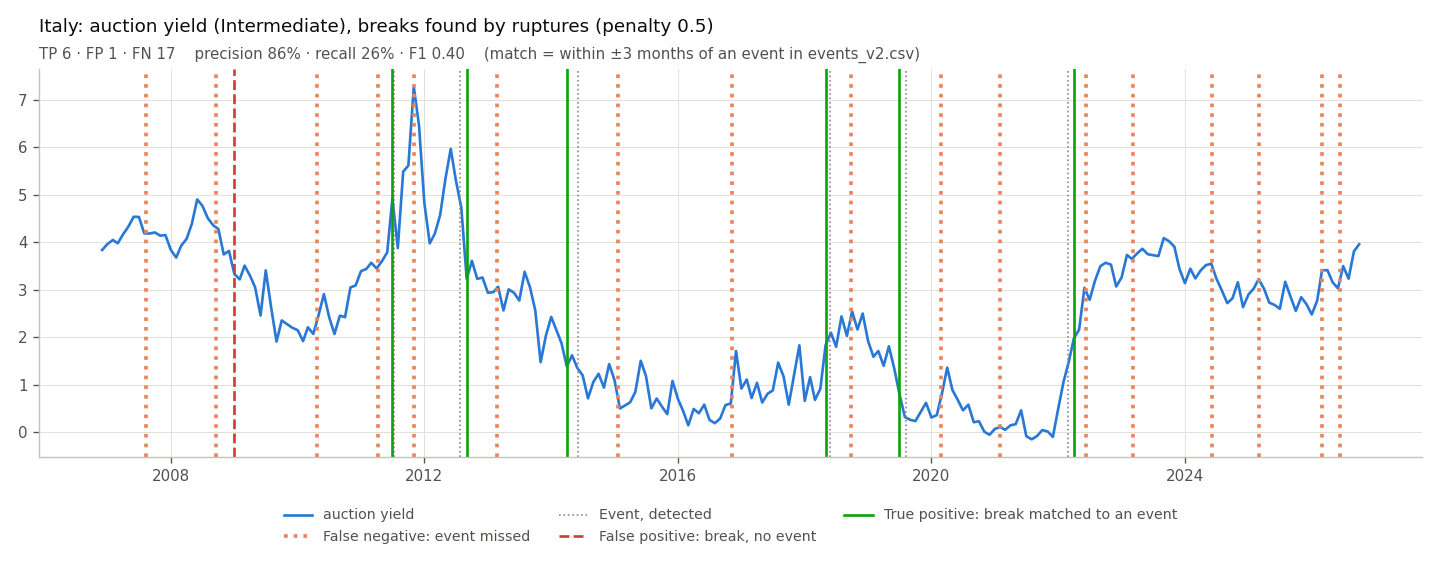 Italy: auction yield (Intermediate), breaks found by ruptures (penalty 0.5)
TP 6 · FP 1 · FN 17    precision 86% · recall 26% · F1 0.40    (match = within ±3 months of an event in events_v2.csv)
7
6
5
4
3
2
1
0
2008 2012 2016 2020 2024
auction yield
Event, detected
True positive: break matched to an event
False negative: event missed
False positive: break, no event